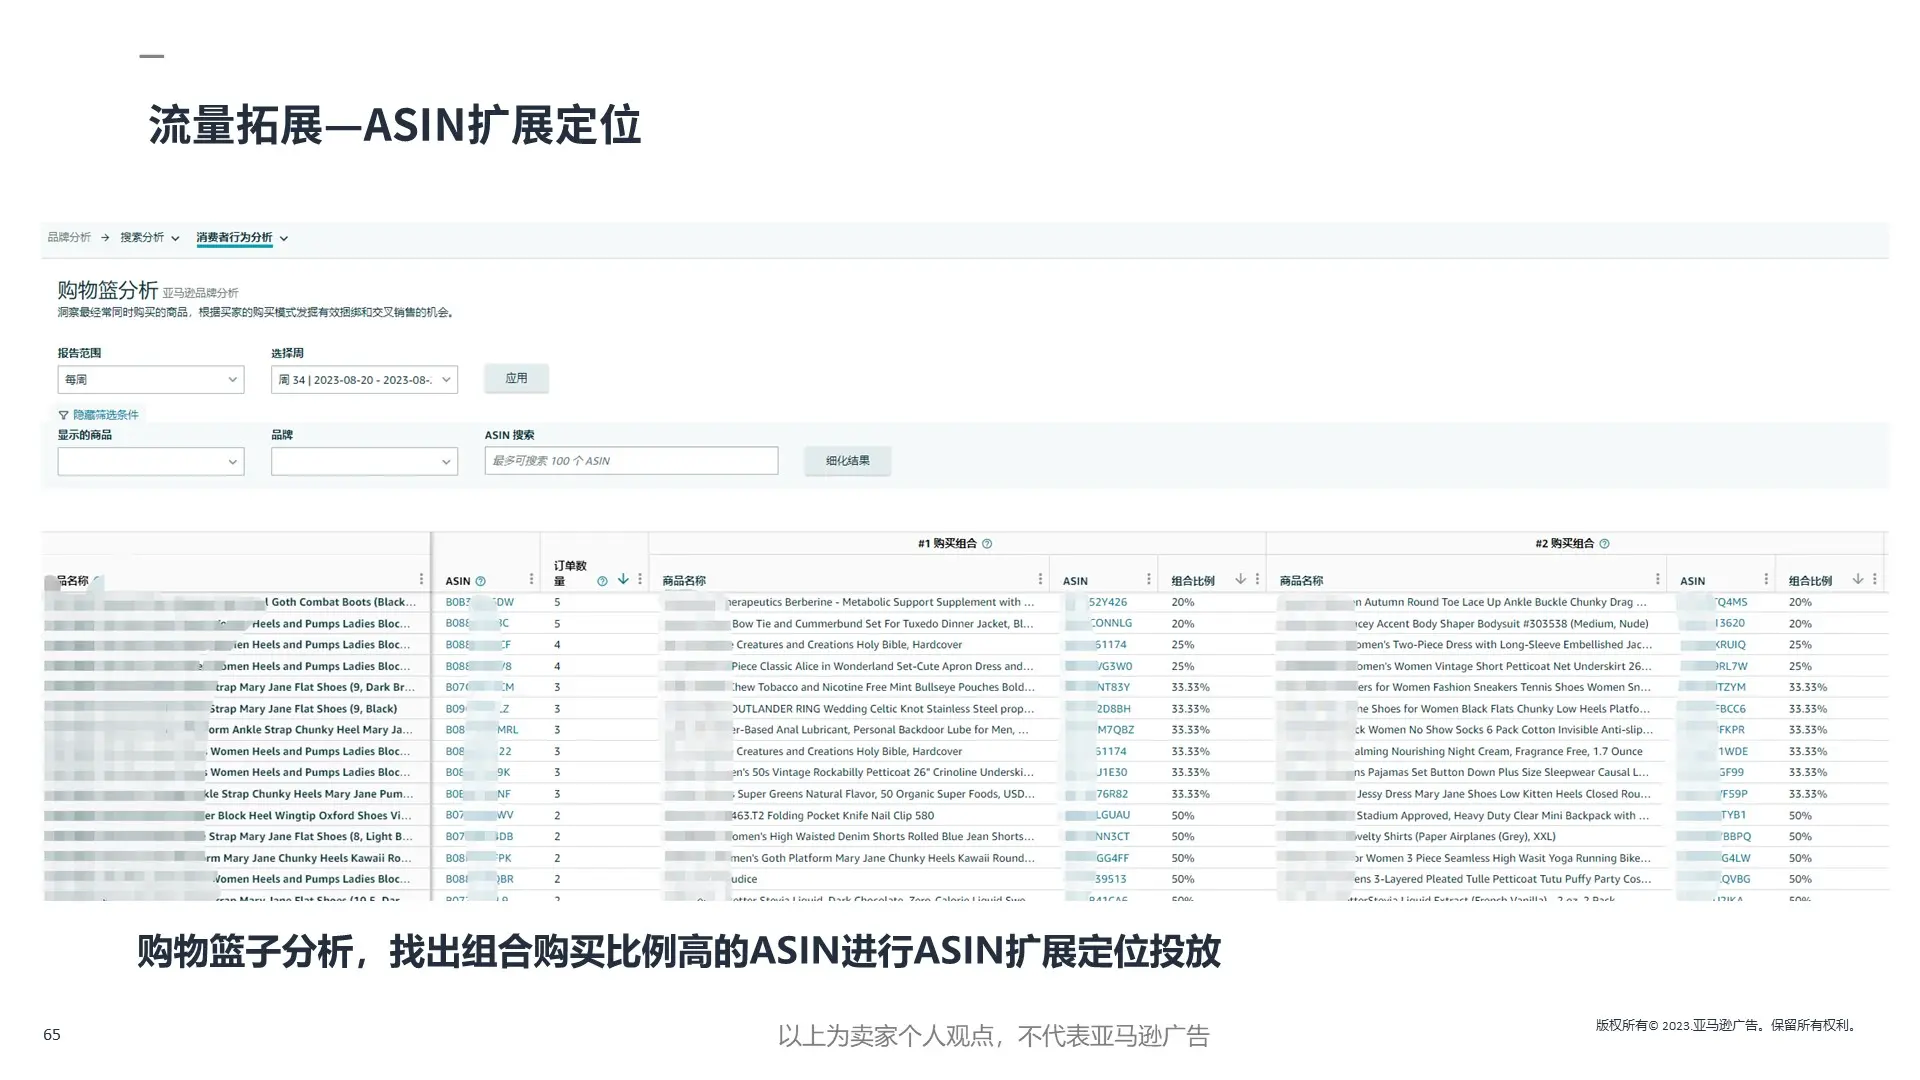 流量拓展—ASIN扩展定位
品牌分析 → 搜索分析 消费者行为分析
购物篮分析 亚马逊品牌分析
洞察最经常同时购买的商品，根据买家的购买模式发掘有效捆绑和交叉销售的机会。
报告范围 选择周
每周 周 34 | 2023-08-20 - 2023-08-. 应用
隐藏筛选条件
显示的商品 品牌 ASIN 搜索
最多可搜索 100 个 ASIN 细化结果
#1 购买组合 #2 购买组合
品名称 ASIN 订单数量 商品名称 ASIN 组合比例 商品名称 ASIN 组合比例
Goth Combat Boots (Black... 5 Berberine - Metabolic Support Supplement with ... 52Y426 20% Autumn Round Toe Lace Up Ankle Buckle Chunky Drag ... Q4MS 20%
Heels and Pumps Ladies Bloc... 5 Bow Tie and Cummerbund Set For Tuxedo Dinner Jacket, Bl... CONNLG 20% Accent Body Shaper Bodysuit #303538 (Medium, Nude) 3620 20%
Heels and Pumps Ladies Bloc... 4 Creatures and Creations Holy Bible, Hardcover 51174 25% Two-Piece Dress with Long-Sleeve Embellished Jac... XRUIQ 25%
Heels and Pumps Ladies Bloc... 4 Piece Classic Alice in Wonderland Set-Cute Apron Dress and... VG3W0 25% Women Vintage Short Petticoat Net Underskirt 26... RL7W 25%
Mary Jane Flat Shoes (9, Dark Br... 3 Tobacco and Nicotine Free Mint Bullseye Pouches Bold... NT83Y 33.33% for Women Fashion Sneakers Tennis Shoes Women Sn... TZYM 33.33%
Strap Mary Jane Flat Shoes (9, Black) 3 OUTLANDER RING Wedding Celtic Knot Stainless Steel prop... 2D8BH 33.33% Shoes for Women Black Flats Chunky Low Heels Platfo... FBCC6 33.33%
Ankle Strap Chunky Heel Mary Ja... MRL 3 Anal Lubricant, Personal Backdoor Lube for Men, ... M7QBZ 33.33% Women No Show Socks 6 Pack Cotton Invisible Anti-slip... FKPR 33.33%
Women Heels and Pumps Ladies Bloc... 22 3 Creatures and Creations Holy Bible, Hardcover 51174 33.33% Nourishing Night Cream, Fragrance Free, 1.7 Ounce 1WDE 33.33%
Women Heels and Pumps Ladies Bloc... 9K 3 50s Vintage Rockabilly Petticoat 26" Crinoline Underski... J1E30 33.33% Pajamas Set Button Down Plus Size Sleepwear Causal L... GF99 33.33%
Strap Chunky Heels Mary Jane Pum... NF 3 Super Greens Natural Flavor, 50 Organic Super Foods, USD... 76R82 33.33% Jessy Dress Mary Jane Shoes Low Kitten Heels Closed Rou... F59P 33.33%
Block Heel Wingtip Oxford Shoes Vi... WV 2 463.T2 Folding Pocket Knife Nail Clip 580 LGUAU 50% Stadium Approved, Heavy Duty Clear Mini Backpack with ... TYB1 50%
Strap Mary Jane Flat Shoes (8, Light B... DB 2 High Waisted Denim Shorts Rolled Blue Jean Shorts... NN3CT 50% Shirts (Paper Airplanes (Grey), XXL) BBPQ 50%
Mary Jane Chunky Heels Kawaii Ro... PK 2 Goth Platform Mary Jane Chunky Heels Kawaii Round... GG4FF 50% Women 3 Piece Seamless High Wasit Yoga Running Bike... G4LW 50%
Heels and Pumps Ladies Bloc... QBR 2 39513 50% 3-Layered Pleated Tulle Petticoat Tutu Puffy Party Cos... QVBG 50%
购物篮子分析，找出组合购买比例高的ASIN进行ASIN扩展定位投放
65
以上为卖家个人观点，不代表亚马逊广告
版权所有© 2023.亚马逊广告。保留所有权利。